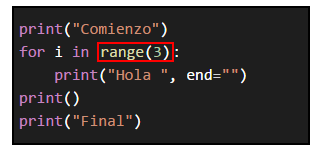 print("Comienzo")
for i in range(3):
    print("Hola ", end="")
print()
print("Final")